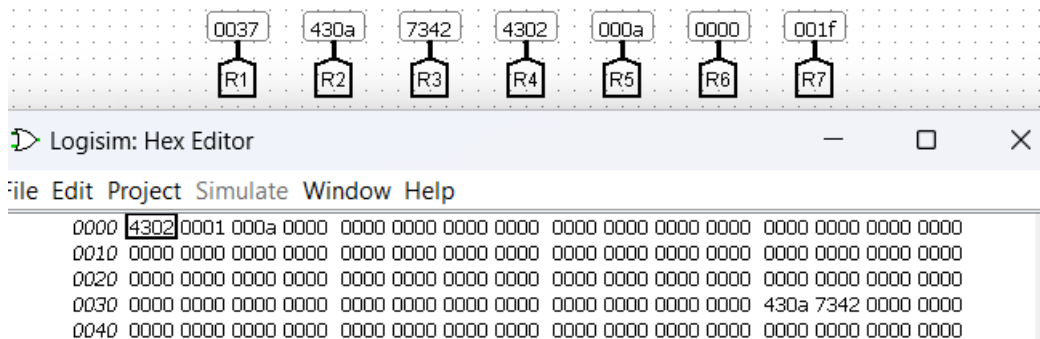 0037 430a 7342 4302 000a 0000 001f
R1 R2 R3 R4 R5 R6 R7
Logisim: Hex Editor
File Edit Project Simulate Window Help
0000 4302 0001 000a 0000 0000 0000 0000 0000 0000 0000 0000 0000 0000 0000 0000 0000
0010 0000 0000 0000 0000 0000 0000 0000 0000 0000 0000 0000 0000 0000 0000 0000 0000
0020 0000 0000 0000 0000 0000 0000 0000 0000 0000 0000 0000 0000 0000 0000 0000 0000
0030 0000 0000 0000 0000 0000 0000 0000 0000 0000 0000 0000 0000 430a 7342 0000 0000
0040 0000 0000 0000 0000 0000 0000 0000 0000 0000 0000 0000 0000 0000 0000 0000 0000